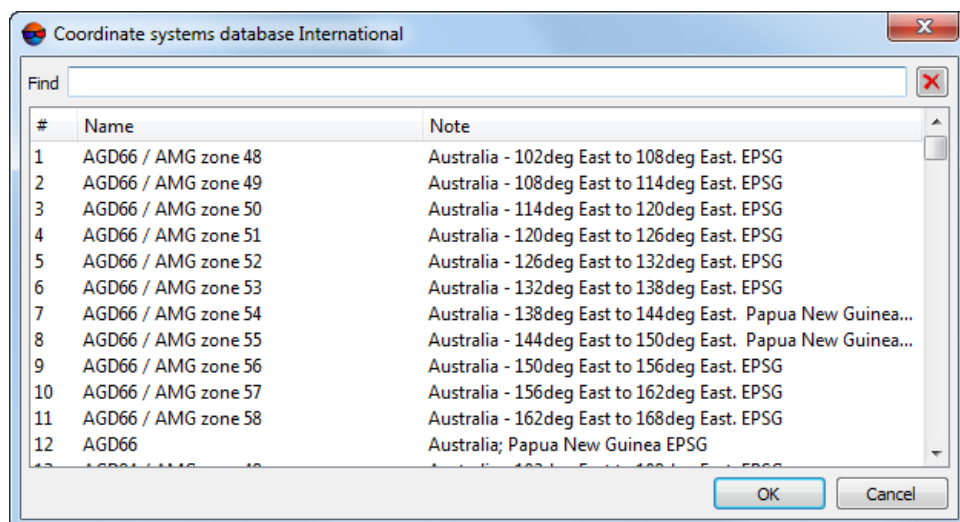 Coordinate systems database International
Find
# Name Note
1 AGD66 / AMG zone 48 Australia - 102deg East to 108deg East. EPSG
2 AGD66 / AMG zone 49 Australia - 108deg East to 114deg East. EPSG
3 AGD66 / AMG zone 50 Australia - 114deg East to 120deg East. EPSG
4 AGD66 / AMG zone 51 Australia - 120deg East to 126deg East. EPSG
5 AGD66 / AMG zone 52 Australia - 126deg East to 132deg East. EPSG
6 AGD66 / AMG zone 53 Australia - 132deg East to 138deg East. EPSG
7 AGD66 / AMG zone 54 Australia - 138deg East to 144deg East.  Papua New Guinea...
8 AGD66 / AMG zone 55 Australia - 144deg East to 150deg East.  Papua New Guinea...
9 AGD66 / AMG zone 56 Australia - 150deg East to 156deg East. EPSG
10 AGD66 / AMG zone 57 Australia - 156deg East to 162deg East. EPSG
11 AGD66 / AMG zone 58 Australia - 162deg East to 168deg East. EPSG
12 AGD66 Australia; Papua New Guinea EPSG
OK Cancel